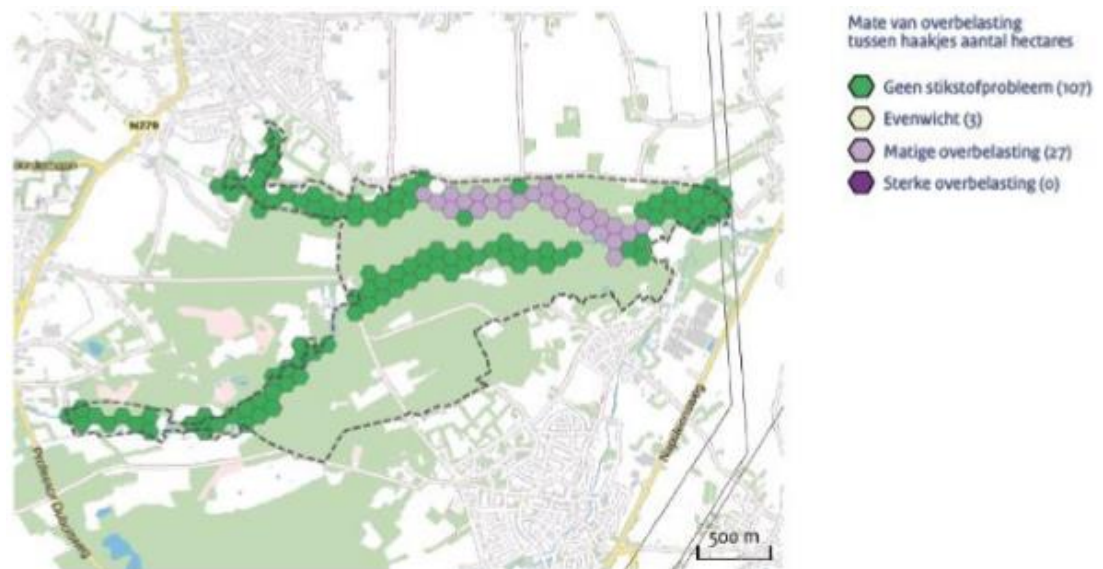 Mate van overbelasting
tussen haakjes aantal hectares
Geen stikstofprobleem (107)
Evenwicht (3)
Matige overbelasting (27)
Sterke overbelasting (0)
N279
Napoleonsweg
500 m